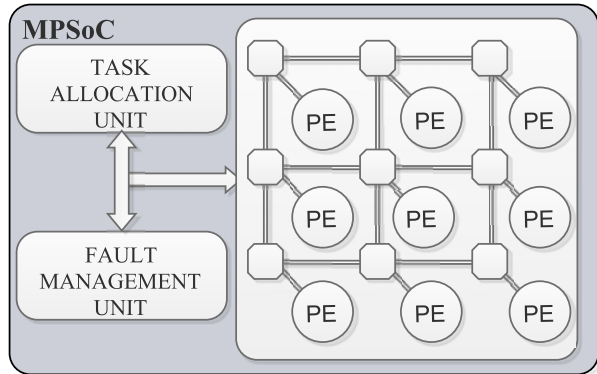 MPSoC
TASK
ALLOCATION
UNIT
FAULT
MANAGEMENT
UNIT
PE
PE
PE
PE
PE
PE
PE
PE
PE